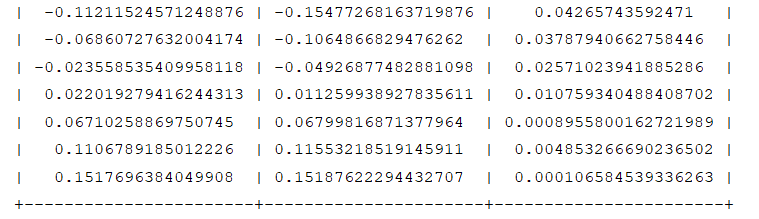 |  -0.11211524571248876 | -0.15477268163719876 |    0.04265743592471   |
|  -0.06860727632004174 | -0.1064866829476262  |  0.03787940662758446  |
| -0.023558535409958118 | -0.04926877482881098 |  0.02571023941885286  |
|  0.022019279416244313 | 0.011259938927835611 |  0.010759340488408702 |
|  0.06710258869750745  | 0.06799816871377964  | 0.0008955800162721989 |
|   0.1106789185012226  | 0.11553218519145911  |  0.004853266690236502 |
|   0.1517696384049908  | 0.15187622294432707  | 0.000106584539336263  |
+-----------------------+----------------------+-----------------------+